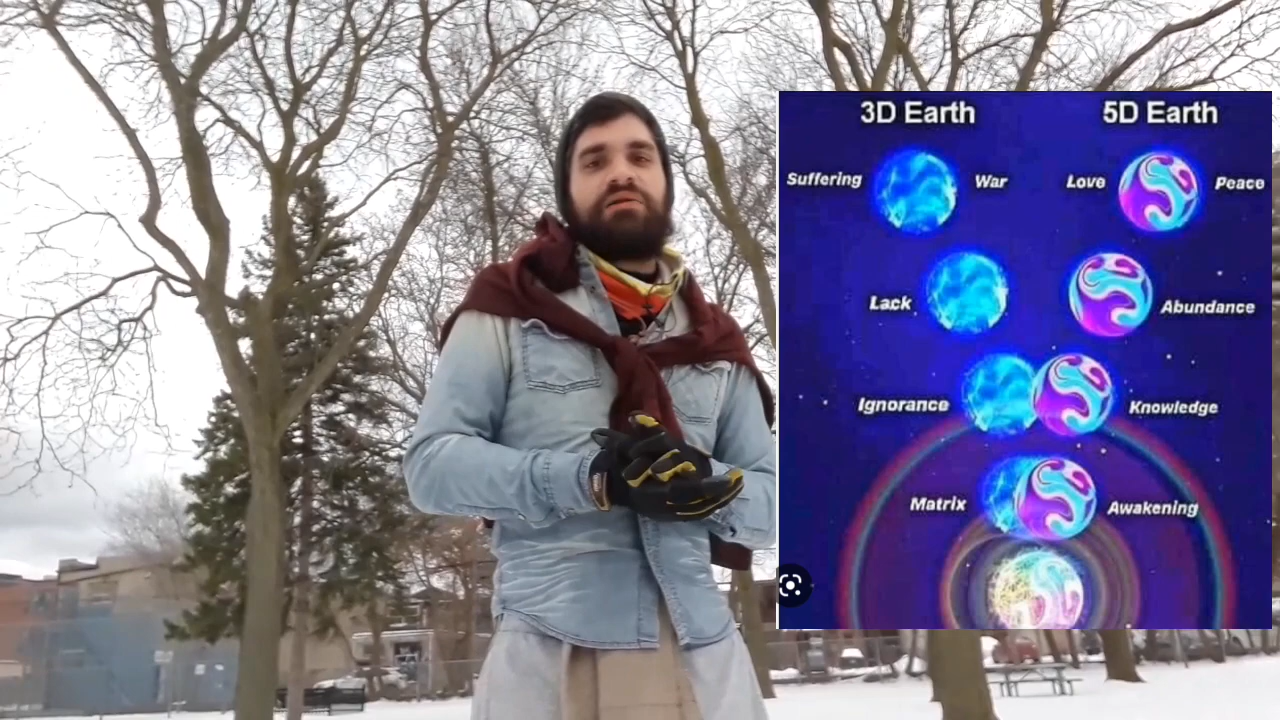 3D Earth 5D Earth
Suffering War Love Peace
Lack Abundance
Ignorance Knowledge
Matrix Awakening